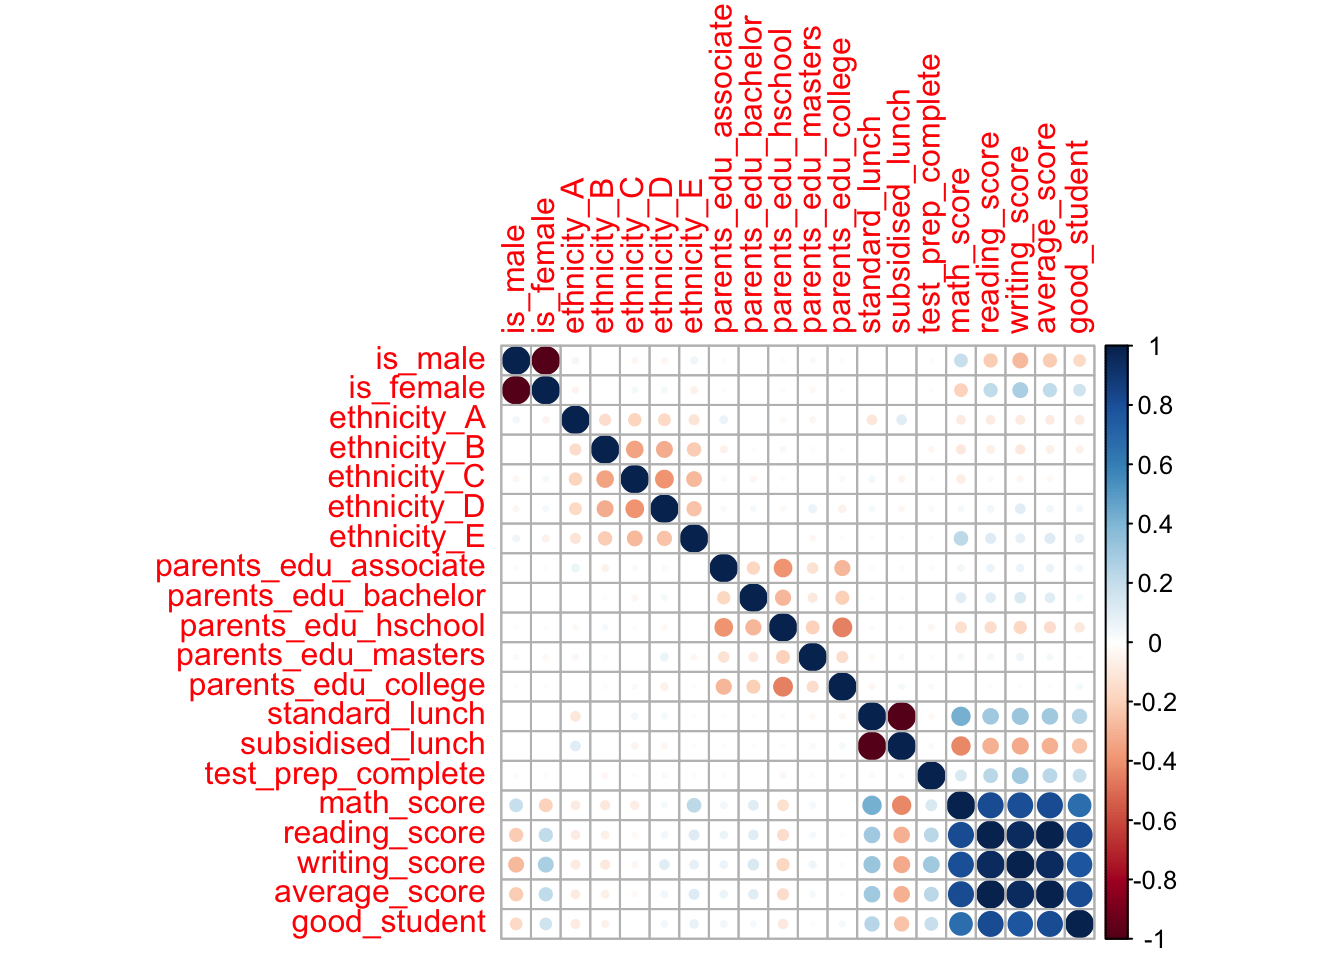 is_male
is_female
ethnicity_A
ethnicity_B
ethnicity_C
ethnicity_D
ethnicity_E
parents_edu_associate
parents_edu_bachelor
parents_edu_hschool
parents_edu_masters
parents_edu_college
standard_lunch
subsidised_lunch
test_prep_complete
math_score
reading_score
writing_score
average_score
good_student
is_male
is_female
ethnicity_A
ethnicity_B
ethnicity_C
ethnicity_D
ethnicity_E
parents_edu_associate
parents_edu_bachelor
parents_edu_hschool
parents_edu_masters
parents_edu_college
standard_lunch
subsidised_lunch
test_prep_complete
math_score
reading_score
writing_score
average_score
good_student
1
0.8
0.6
0.4
0.2
0
-0.2
-0.4
-0.6
-0.8
-1